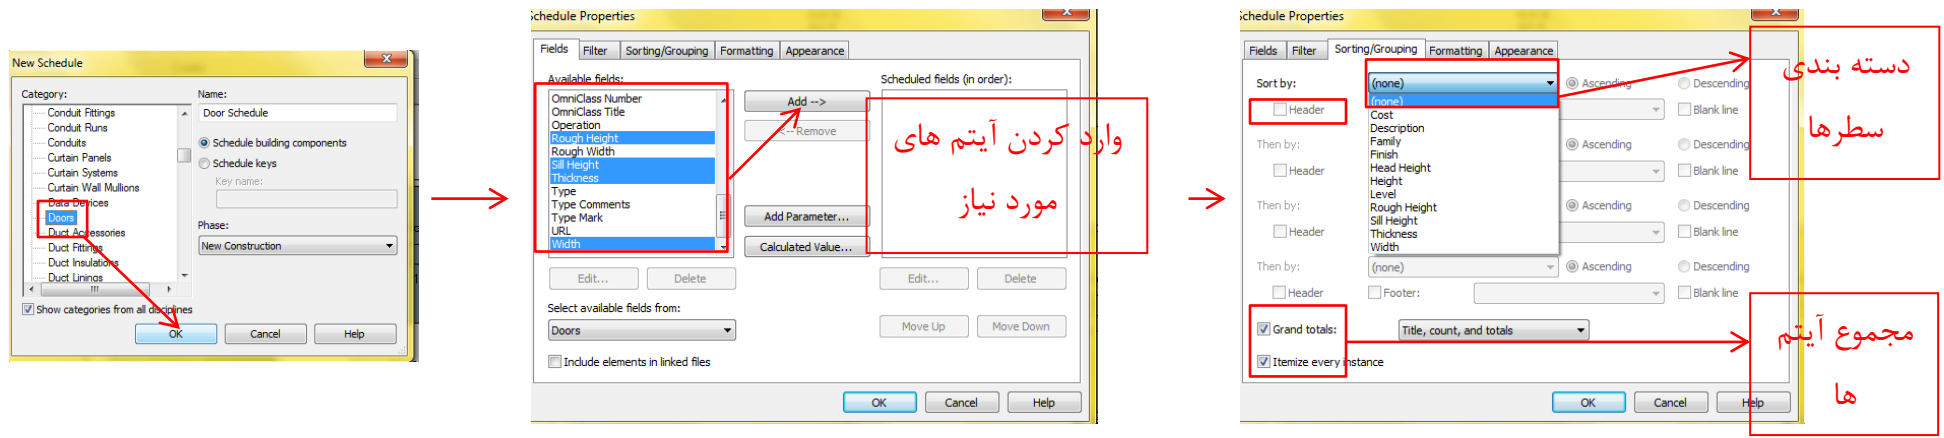 New Schedule
Category:
Conduit Fittings
Conduit Runs
Conduits
Curtain Panels
Curtain Systems
Curtain Wall Mullions
Data Devices
Doors
Duct Accessories
Duct Fittings
Duct Insulations
Duct Linings
Show categories from all disciplines
Name:
Door Schedule
Schedule building components
Schedule keys
Key name:
Phase:
New Construction
OK
Cancel
Help
Schedule Properties
Fields
Filter
Sorting/Grouping
Formatting
Appearance
Available fields:
OmniClass Number
OmniClass Title
Operation
Rough Height
Rough Width
Sill Height
Thickness
Type
Type Comments
Type Mark
URL
Width
Add -->
<-- Remove
Add Parameter...
Calculated Value...
Scheduled fields (in order):
وارد کردن آیتم های
مورد نیاز
Edit...
Delete
Edit...
Delete
Select available fields from:
Doors
Move Up
Move Down
Include elements in linked files
OK
Cancel
Help
Schedule Properties
Fields
Filter
Sorting/Grouping
Formatting
Appearance
Sort by:
(none)
Ascending
Descending
Header
Blank line
(none)
Cost
Description
Family
Finish
Head Height
Height
Level
Rough Height
Sill Height
Thickness
Width
Then by:
Ascending
Descending
Header
Blank line
Then by:
Ascending
Descending
Header
Blank line
Then by:
(none)
Ascending
Descending
Header
Footer:
Blank line
Grand totals:
Title, count, and totals
Itemize every instance
OK
Cancel
Help
دسته بندی
سطرها
مجموع آیتم
ها